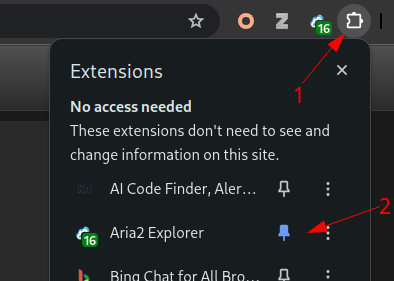 16
1
Extensions
No access needed
These extensions don't need to see and
change information on this site.
AI Code Finder, Aler...
2
16
Aria2 Explorer
Bing Chat for All Bro...